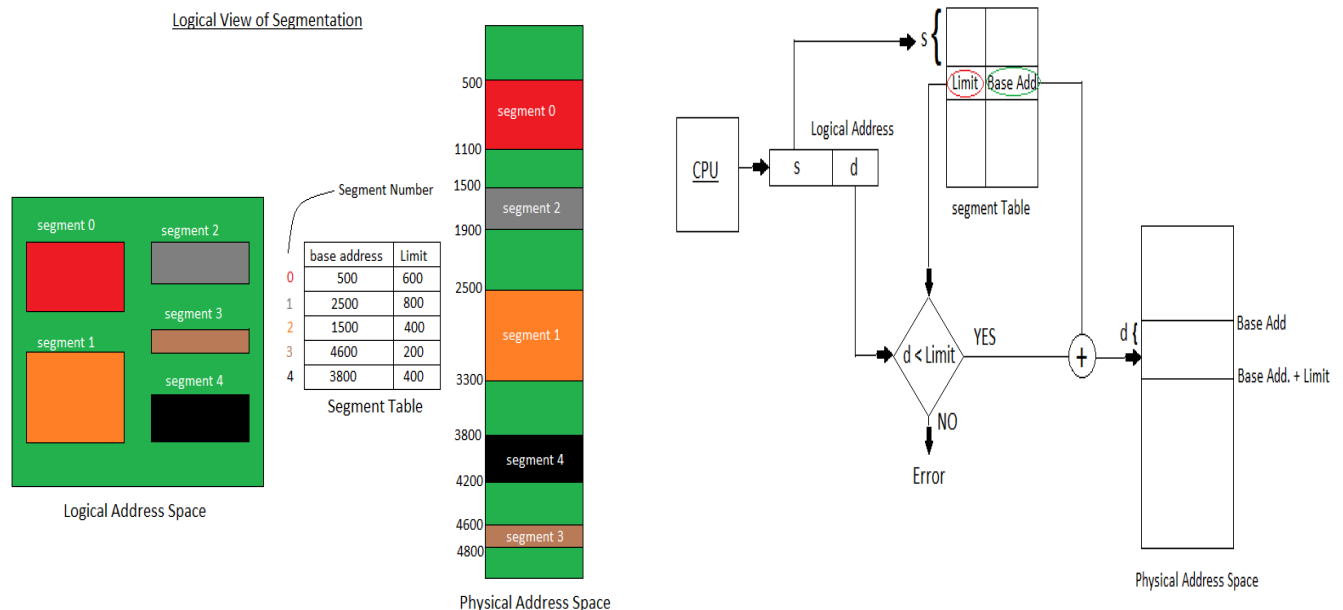 Logical View of Segmentation
segment 0
segment 2
segment 3
segment 1
segment 4
Logical Address Space
Segment Number
base address Limit
0 500 600
1 2500 800
2 1500 400
3 4600 200
4 3800 400
Segment Table
500
segment 0
1100
1500
segment 2
1900
2500
segment 1
3300
3800
segment 4
4200
4600
segment 3
4800
Physical Address Space
s {
Limit Base Add
segment Table
CPU
Logical Address
s d
d < Limit
YES
NO
Error
+
d {
Base Add
Base Add. + Limit
Physical Address Space